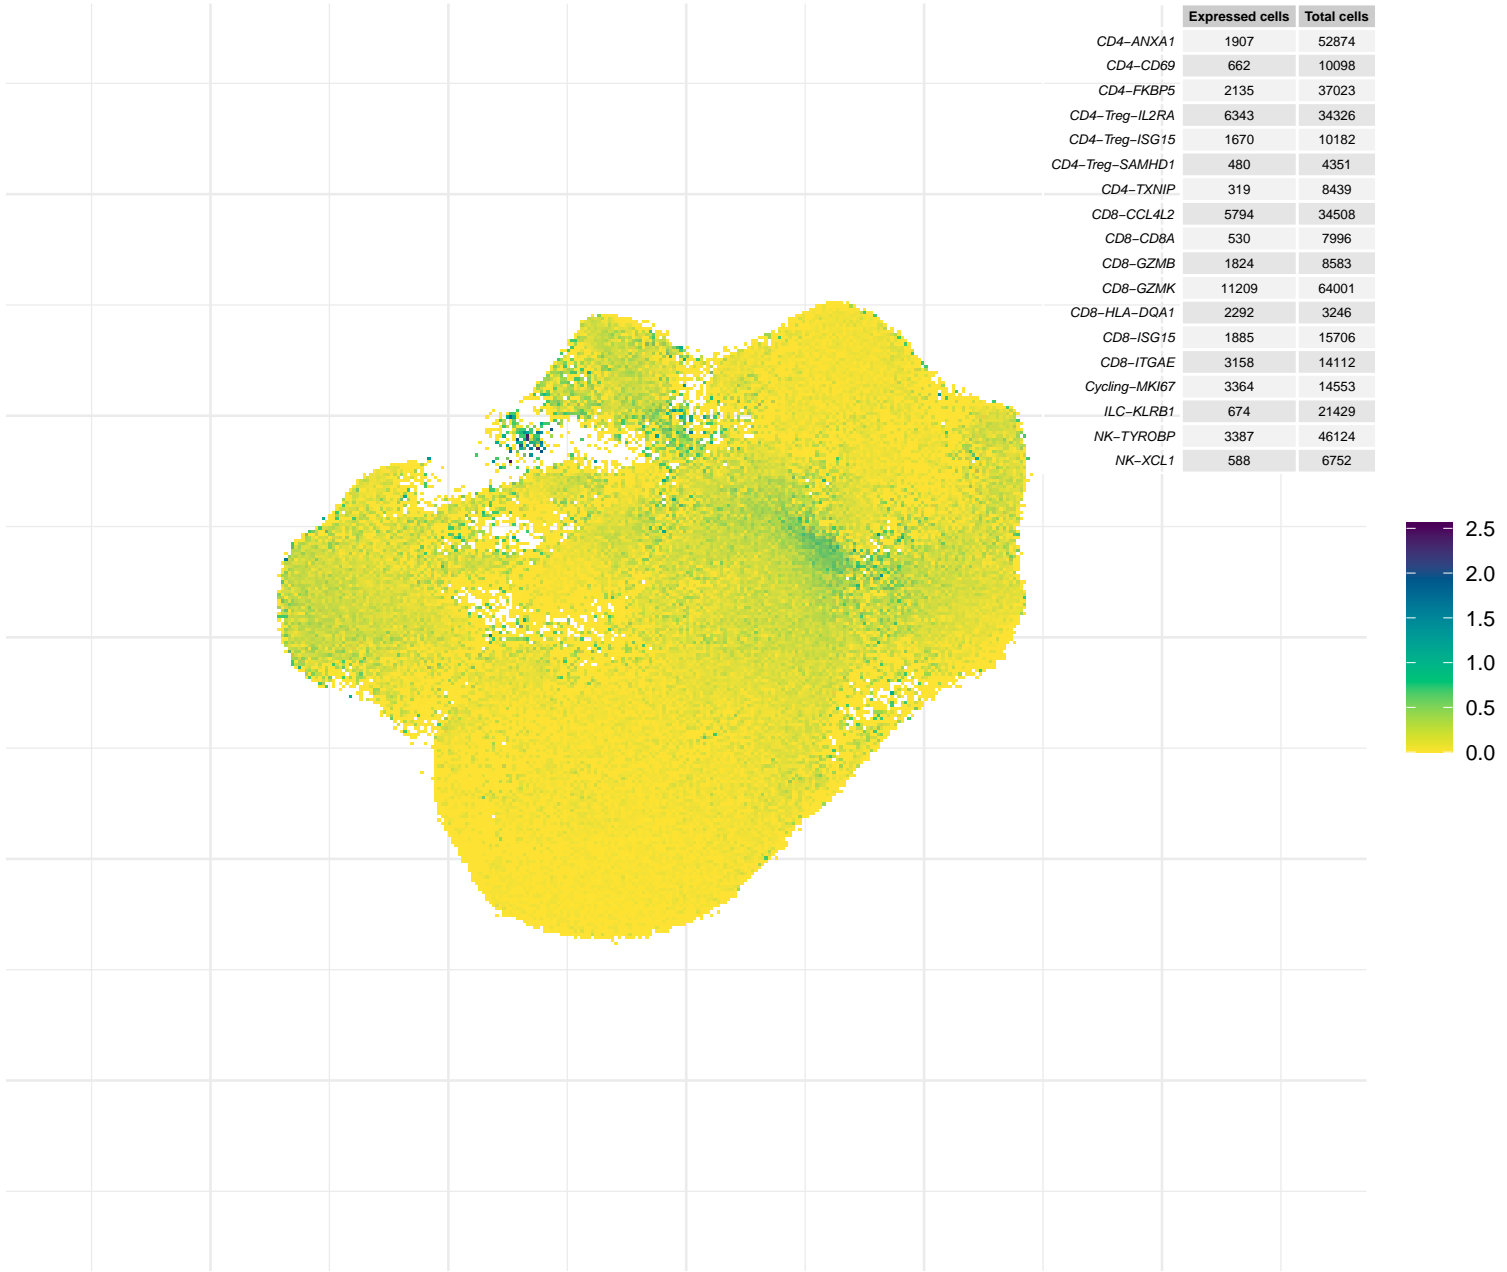 Expressed cells Total cells
CD4−ANXA1 1907 52874
CD4−CD69 662 10098
CD4−FKBP5 2135 37023
CD4−Treg−IL2RA 6343 34326
CD4−Treg−ISG15 1670 10182
CD4−Treg−SAMHD1 480 4351
CD4−TXNIP 319 8439
CD8−CCL4L2 5794 34508
CD8−CD8A 530 7996
CD8−GZMB 1824 8583
CD8−GZMK 11209 64001
CD8−HLA−DQA1 2292 3246
CD8−ISG15 1885 15706
CD8−ITGAE 3158 14112
Cycling−MKI67 3364 14553
ILC−KLRB1 674 21429
NK−TYROBP 3387 46124
NK−XCL1 588 6752
2.5
2.0
1.5
1.0
0.5
0.0